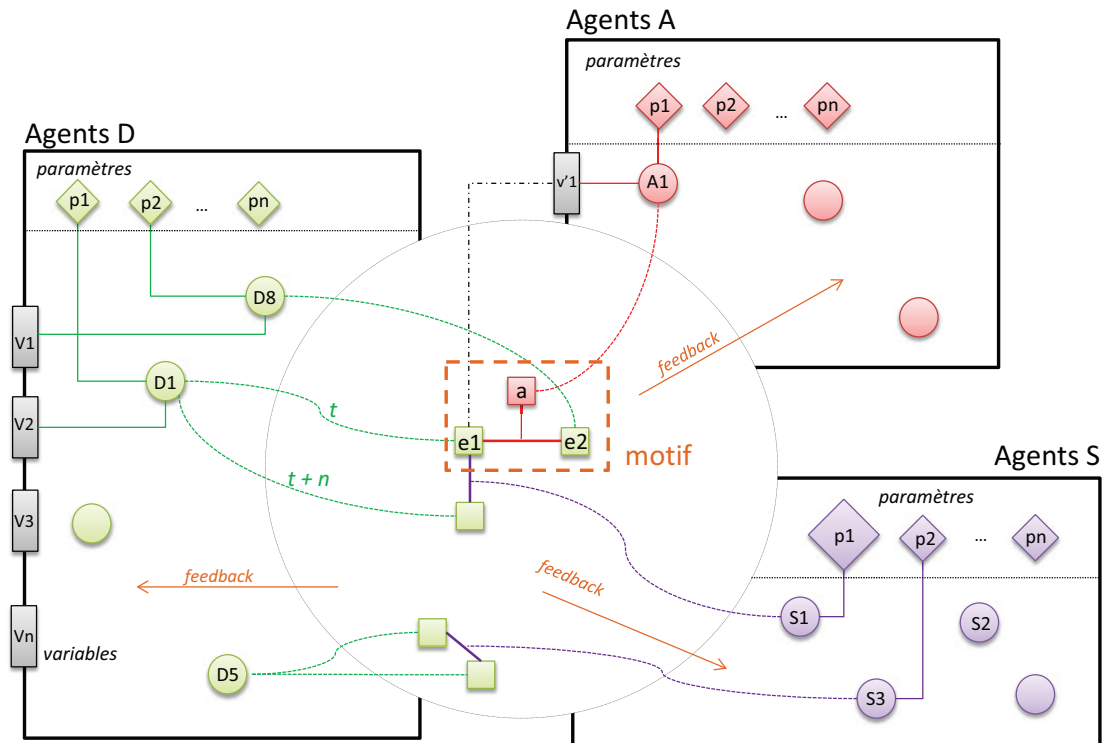 Agents A
paramètres
p1 p2 ... pn
v'1
A1
Agents D
paramètres
p1 p2 ... pn
D8
V1
D1
V2
V3
Vn
variables
D5
t
t + n
a
e1 e2
motif
feedback
feedback
feedback
Agents S
paramètres
p1 p2 ... pn
S1
S2
S3